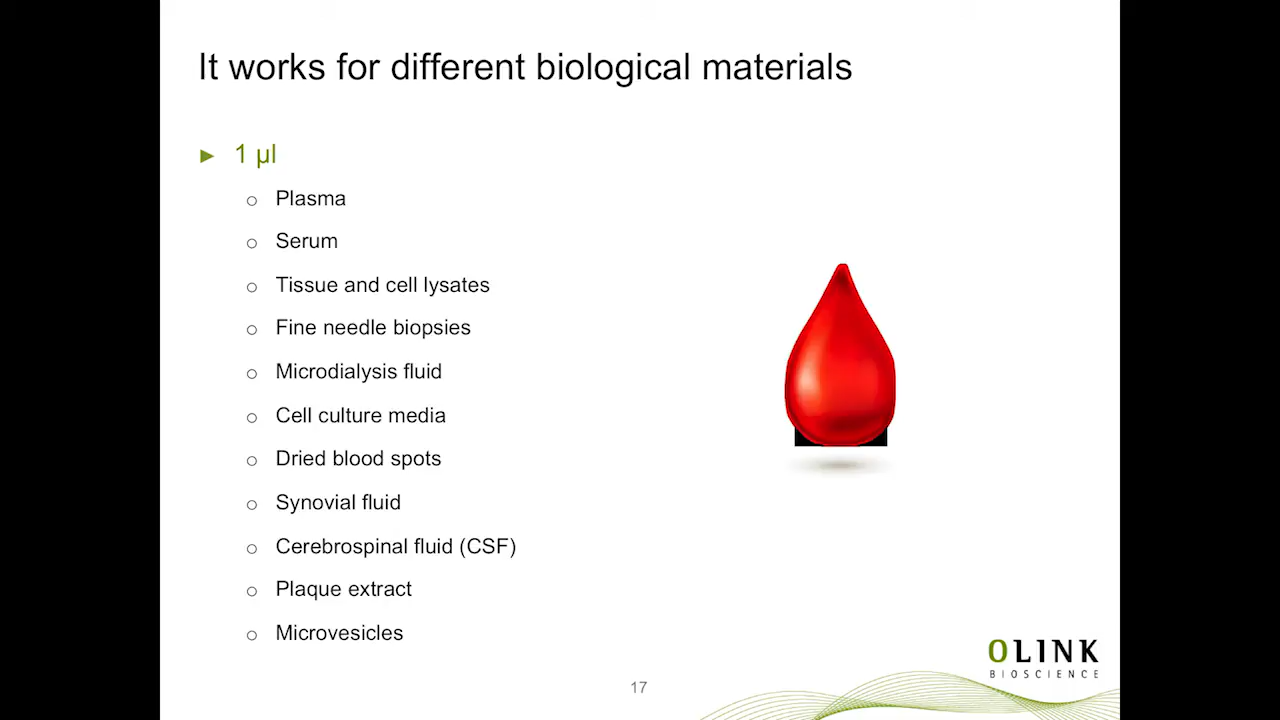 It works for different biological materials
► 1 µl
o Plasma
o Serum
o Tissue and cell lysates
o Fine needle biopsies
o Microdialysis fluid
o Cell culture media
o Dried blood spots
o Synovial fluid
o Cerebrospinal fluid (CSF)
o Plaque extract
o Microvesicles
OLINK
BIOSCIENCE
17